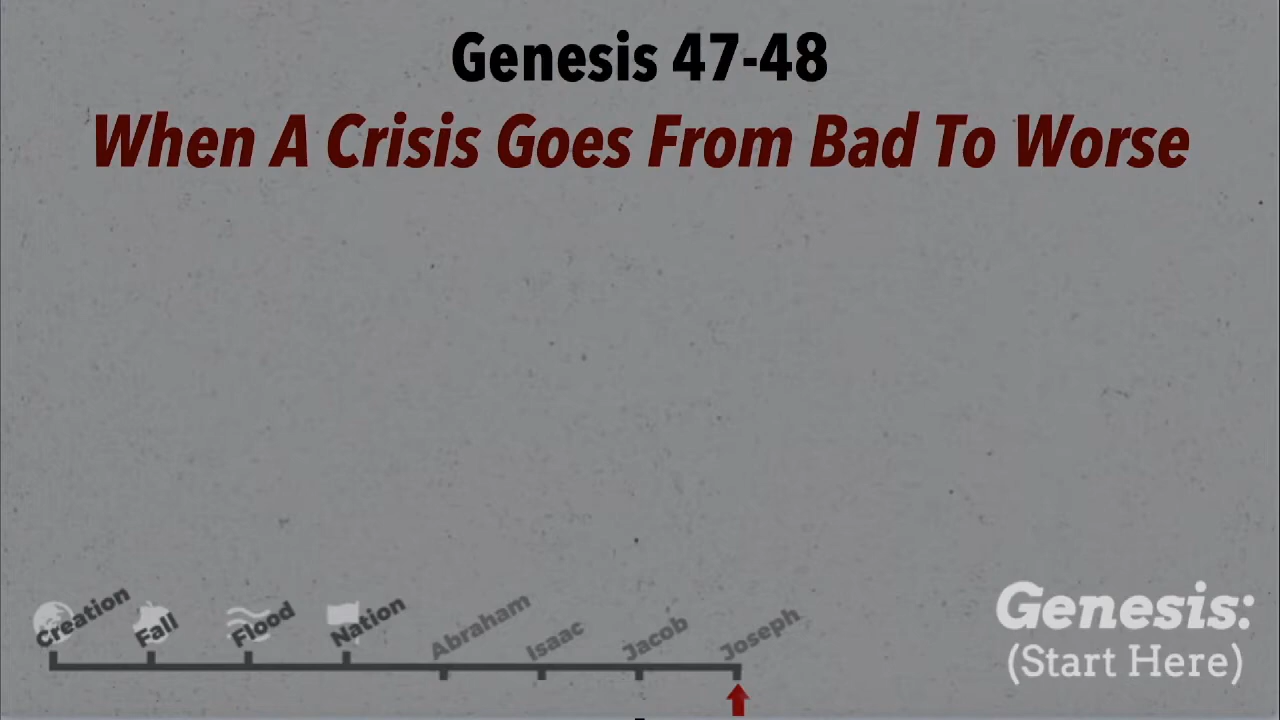 Genesis 47-48
When A Crisis Goes From Bad To Worse
Creation
Fall
Flood
Nation
Abraham
Isaac
Jacob
Joseph
Genesis:
(Start Here)